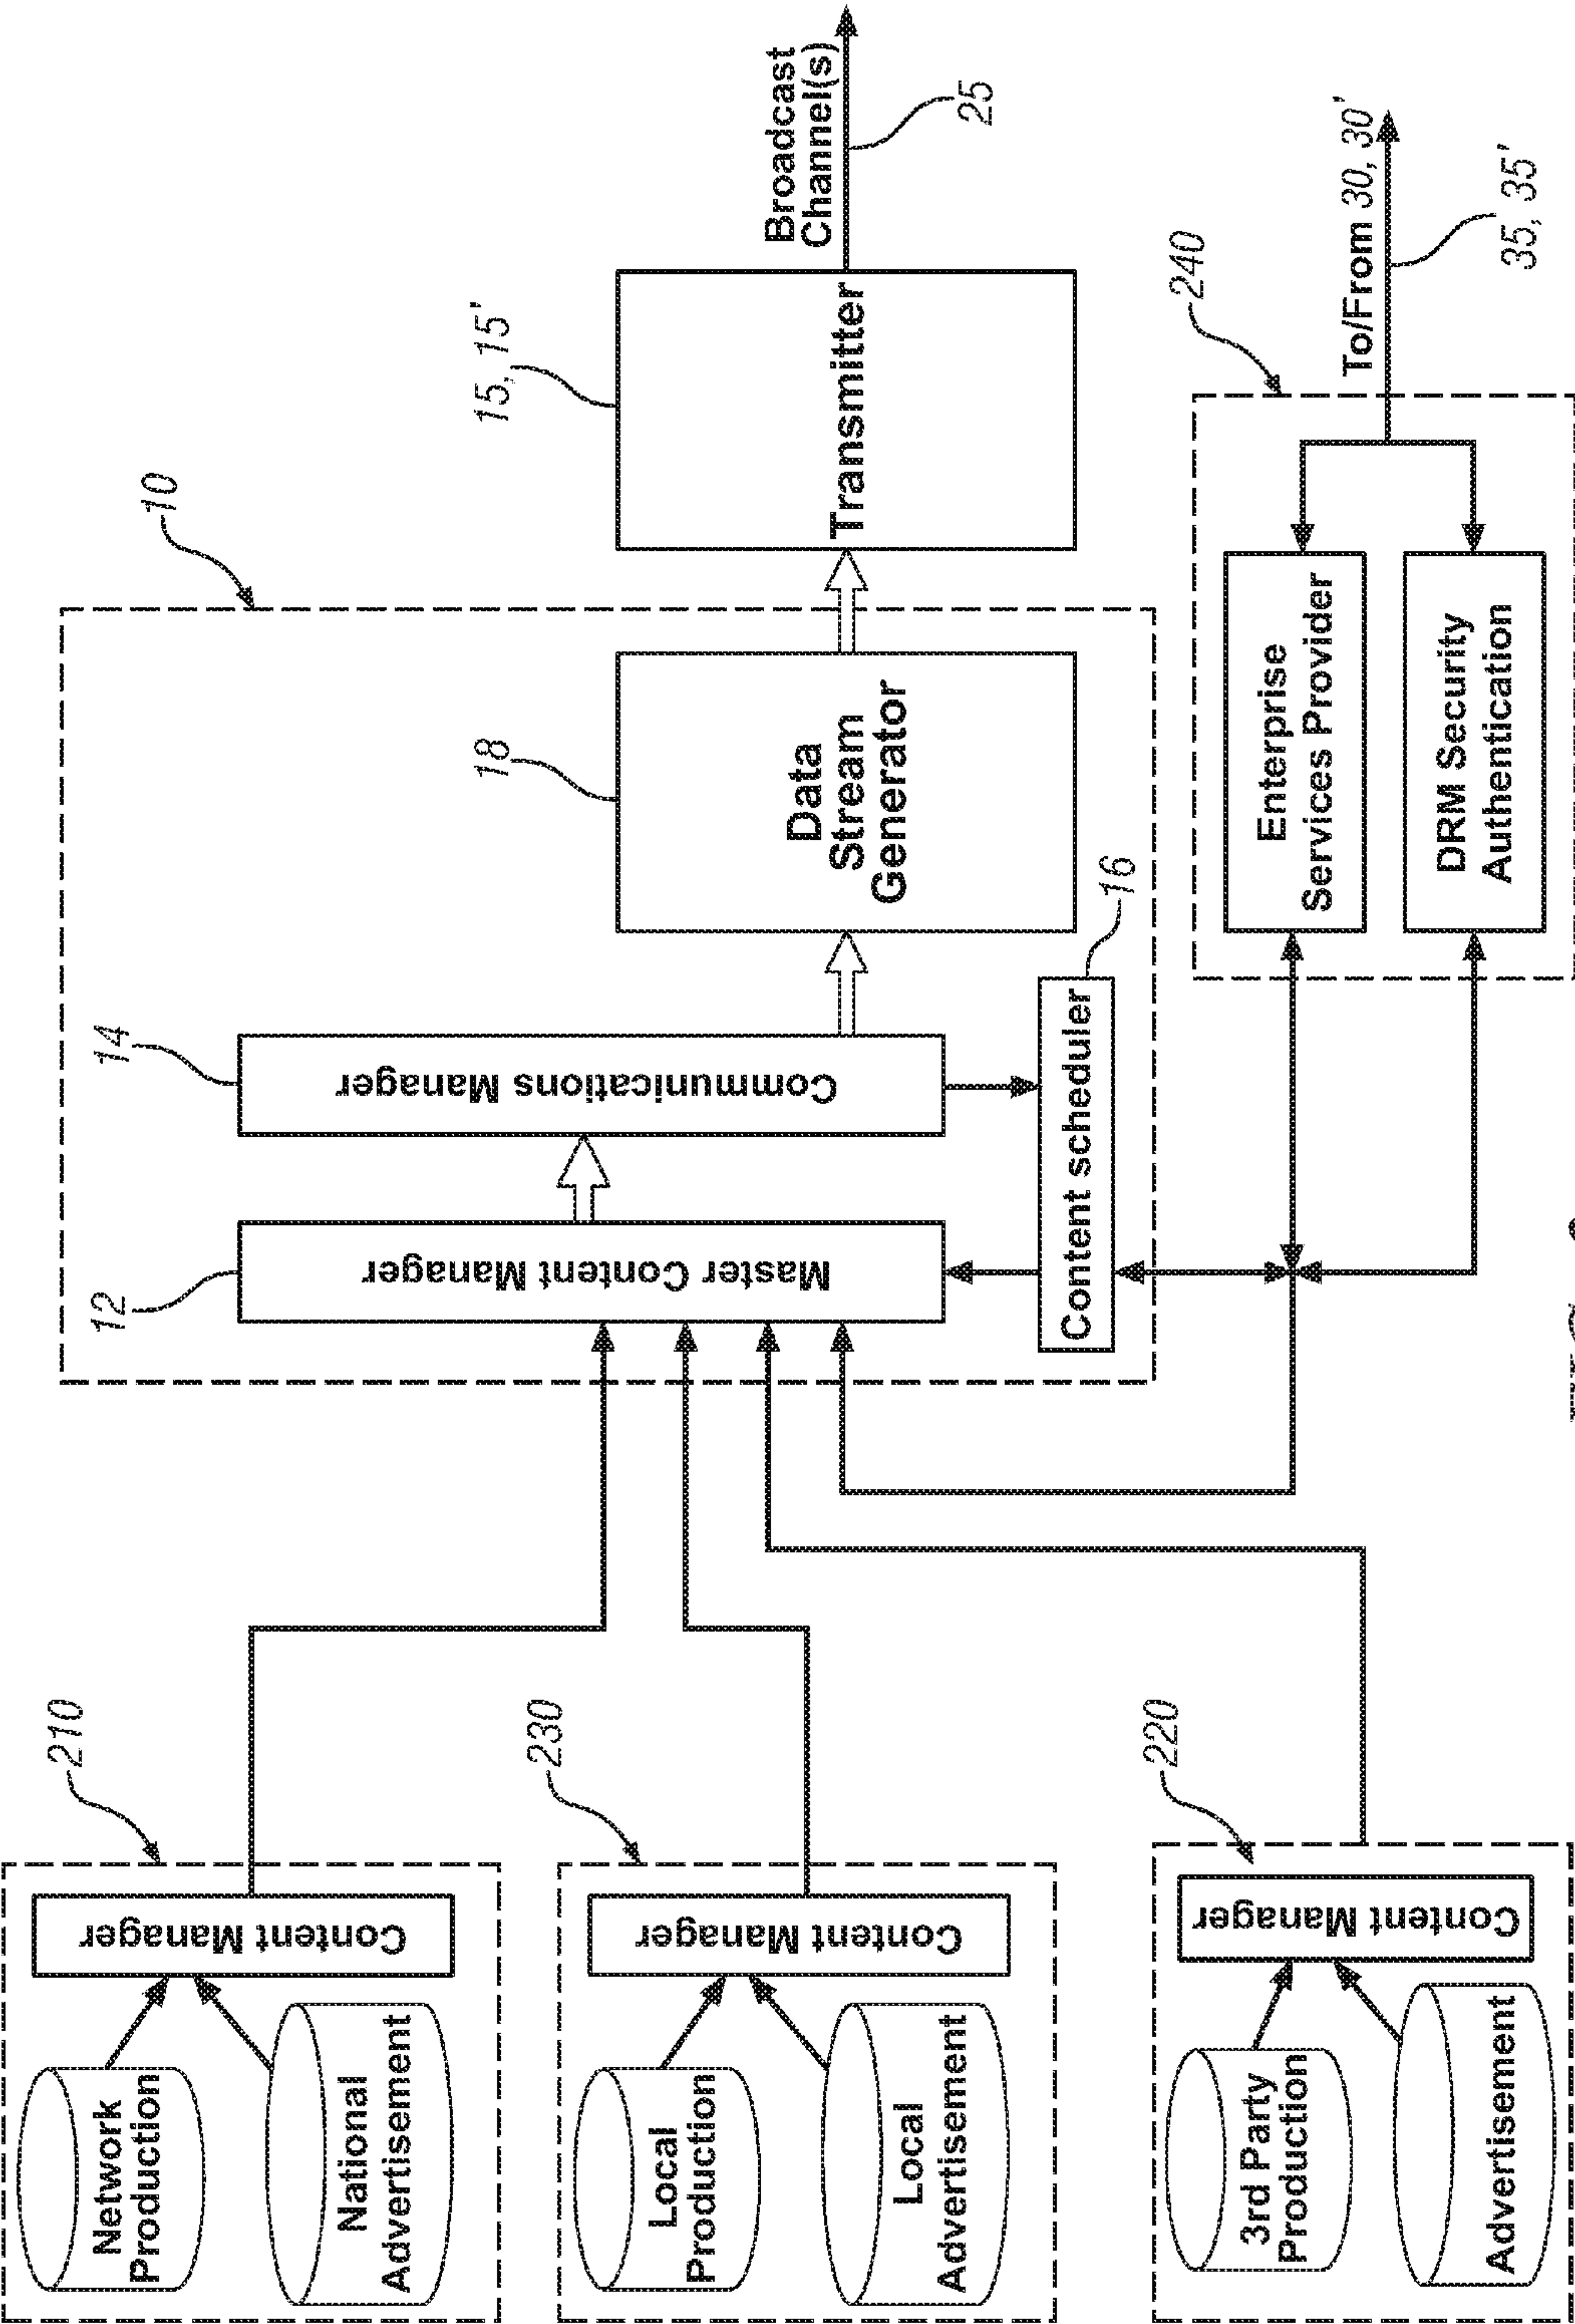 210
Network
Production
National
Advertisement
Content Manager
230
Local
Production
Local
Advertisement
Content Manager
220
3rd Party
Production
Advertisement
Content Manager
10
12
Master Content Manager
14
Communications Manager
Content scheduler
16
18
Data
Stream
Generator
15, 15'
Transmitter
Broadcast
Channel(s)
25
240
Enterprise
Services Provider
DRM Security
Authentication
To/From 30, 30'
35, 35'